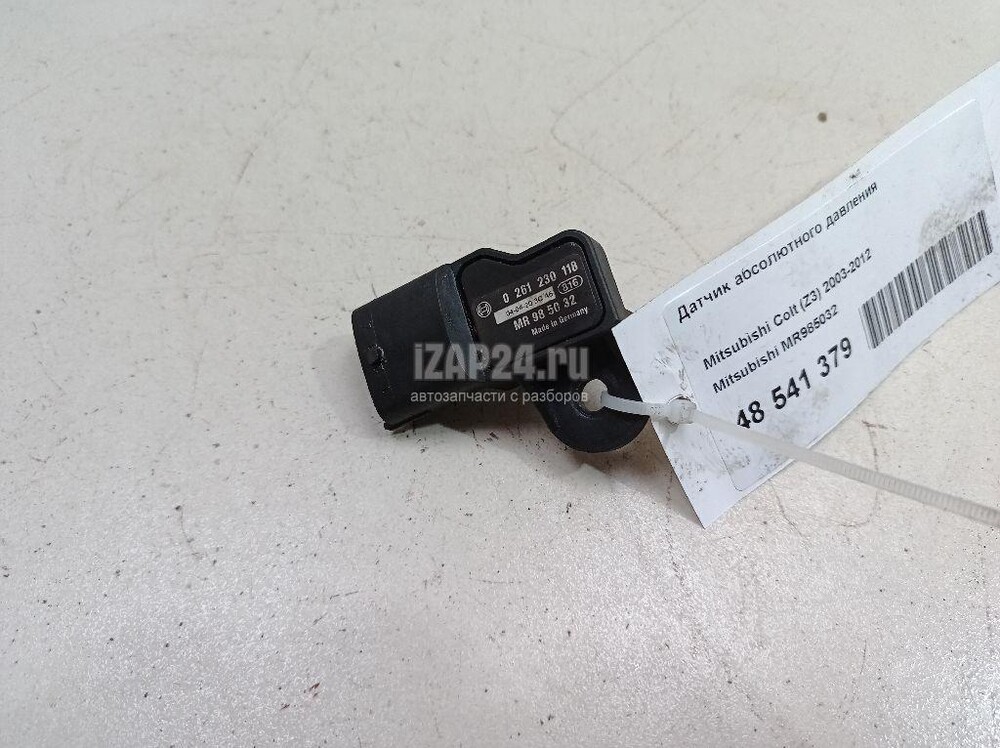 0 261 230 118
316
MR 98 50 32
Made in Germany
iZAP24.ru
автозапчасти с разборов
Датчик абсолютного давления
Mitsubishi Colt (Z3) 2003-2012
Mitsubishi MR985032
48 541 379